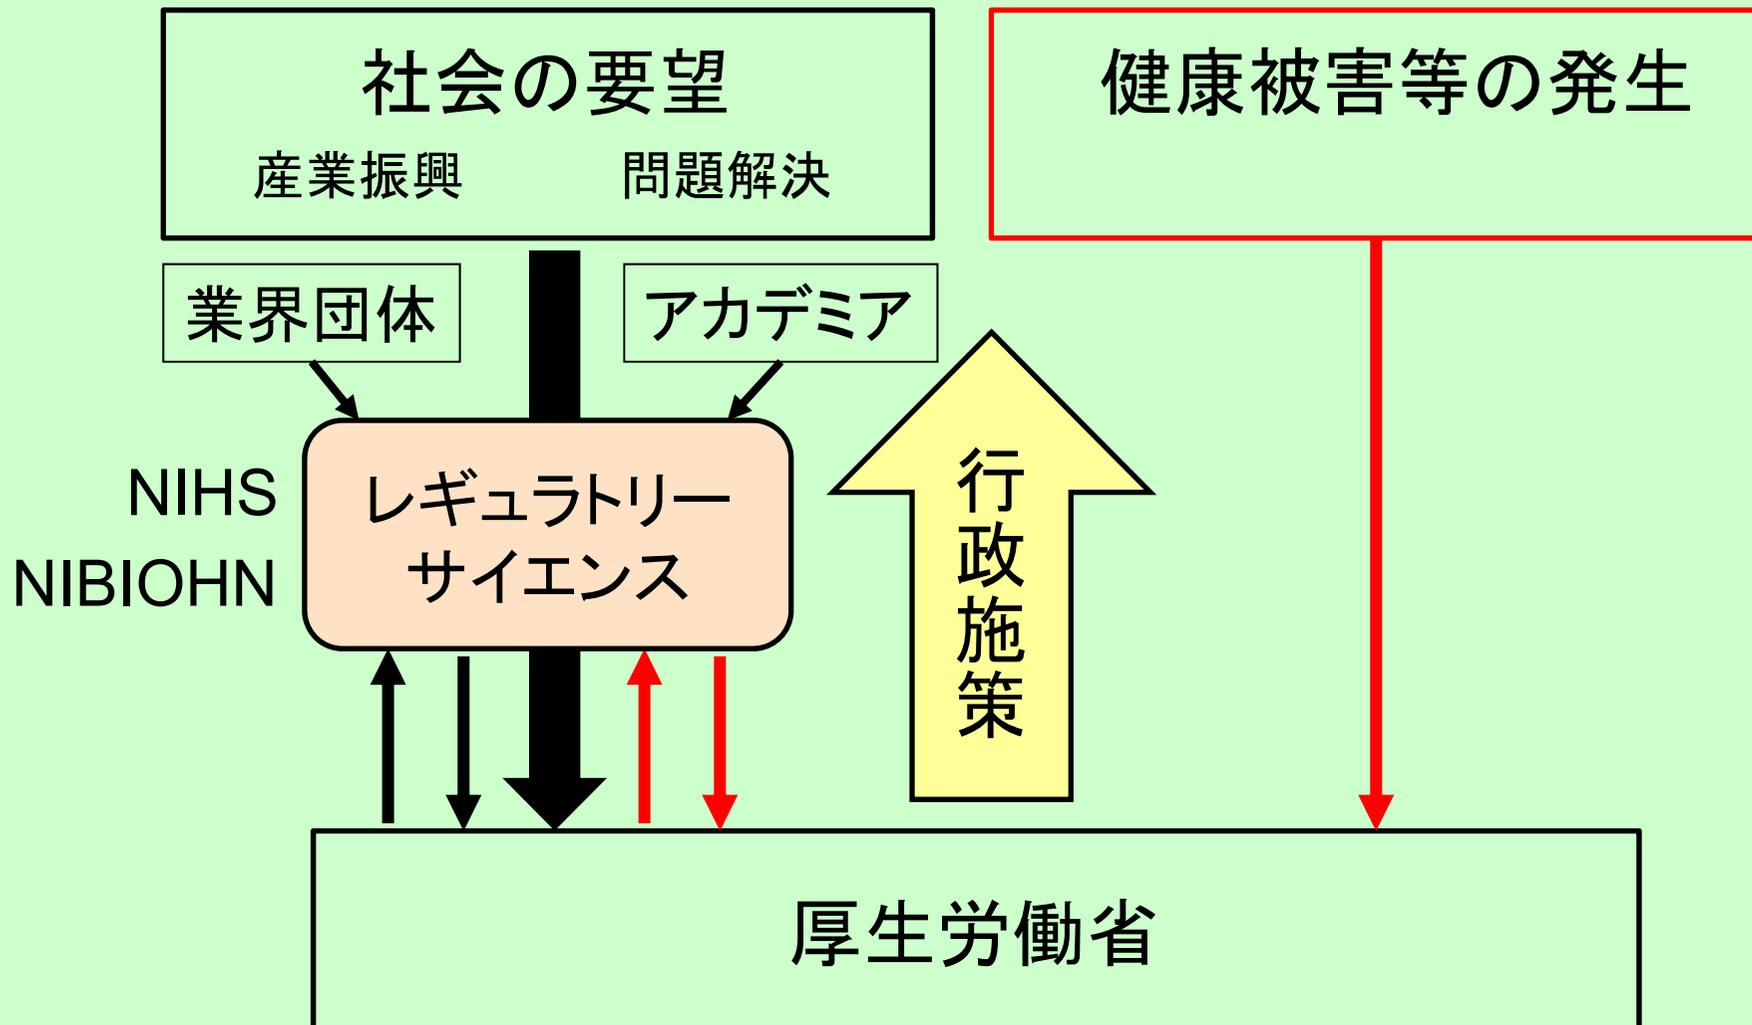 社会の要望
産業振興 問題解決
健康被害等の発生
業界団体
アカデミア
NIHS
NIBIOHN
レギュラトリー
サイエンス
行政施策
厚生労働省